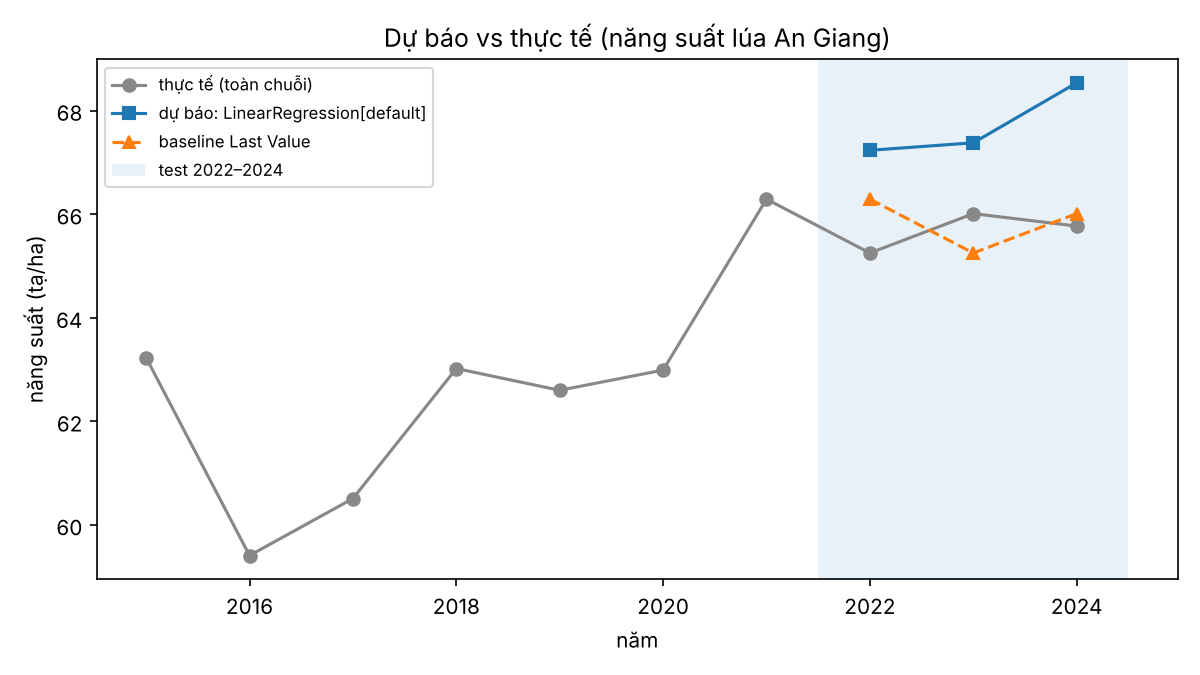 Dự báo vs thực tế (năng suất lúa An Giang)
thực tế (toàn chuỗi)
dự báo: LinearRegression[default]
baseline Last Value
test 2022–2024
năng suất (tạ/ha)
68
66
64
62
60
2016
2018
2020
2022
2024
năm